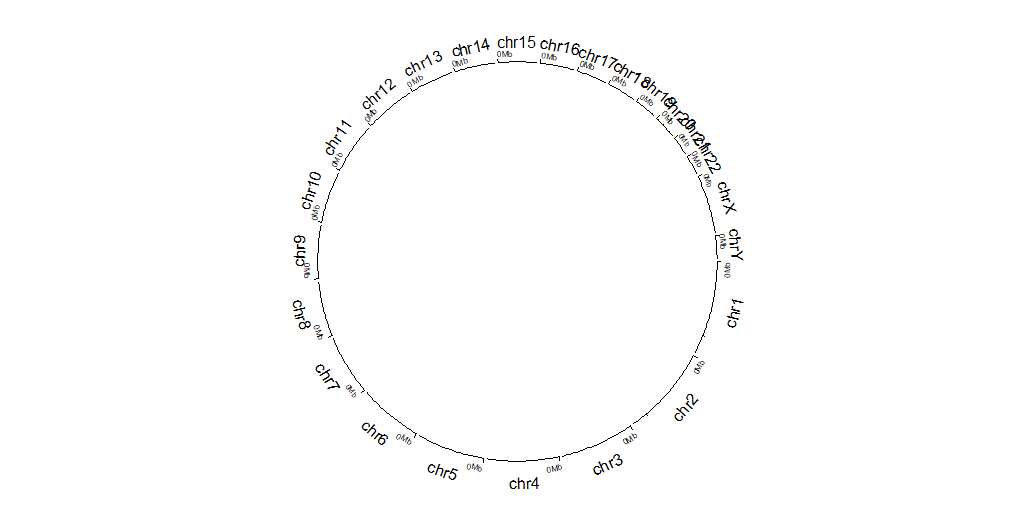 chr1
0Mb
chr2
0Mb
chr3
0Mb
chr4
0Mb
chr5
0Mb
chr6
0Mb
chr7
0Mb
chr8
0Mb
chr9
0Mb
chr10
0Mb
chr11
0Mb
chr12
0Mb
chr13
0Mb
chr14
0Mb
chr15
0Mb
chr16
0Mb
chr17
0Mb
chr18
0Mb
chr19
0Mb
chr20
0Mb
chr21
0Mb
chr22
0Mb
chrX
0Mb
chrY
0Mb